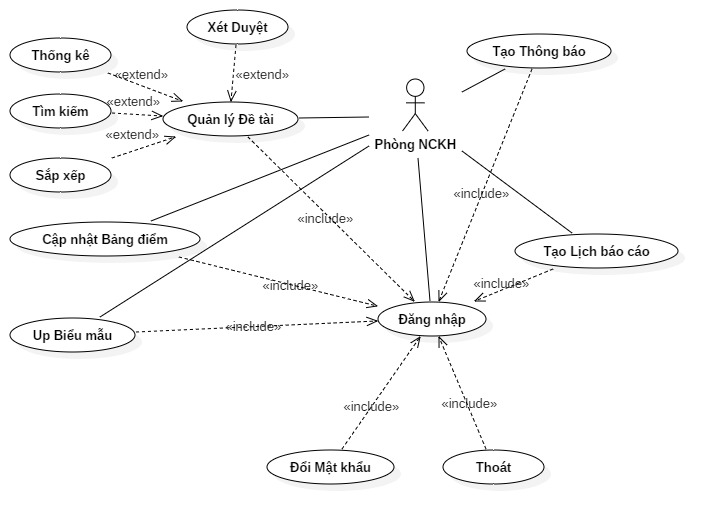 Xét Duyệt
Tạo Thông báo
Thống kê
«extend»
«extend»
Tìm kiếm
«extend»
Quản lý Đề tài
«extend»
Phòng NCKH
Sắp xếp
«include»
«include»
Cập nhật Bảng điểm
Tạo Lịch báo cáo
«include»
«include»
Đăng nhập
«include»
Up Biểu mẫu
«include»
«include»
Đổi Mật khẩu
Thoát